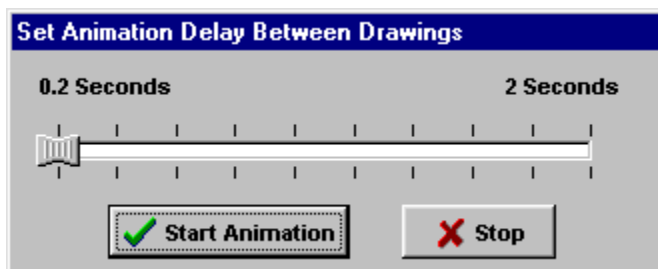 Set Animation Delay Between Drawings
0.2 Seconds 2 Seconds
Start Animation Stop